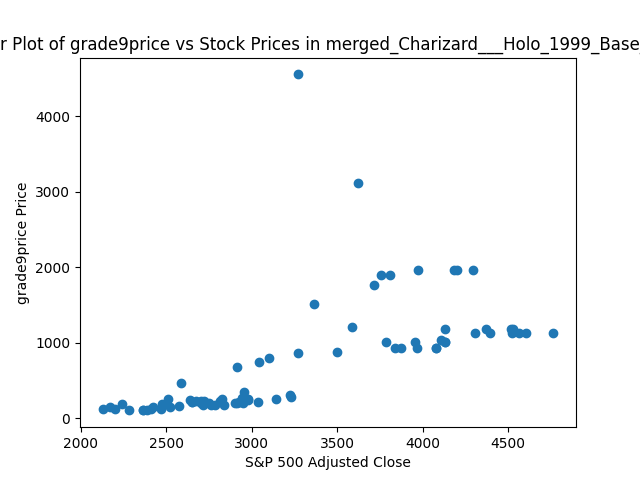 r Plot of grade9price vs Stock Prices in merged_Charizard___Holo_1999_Base_
4000
3000
2000
1000
0
grade9price Price
2000 2500 3000 3500 4000 4500
S&P 500 Adjusted Close